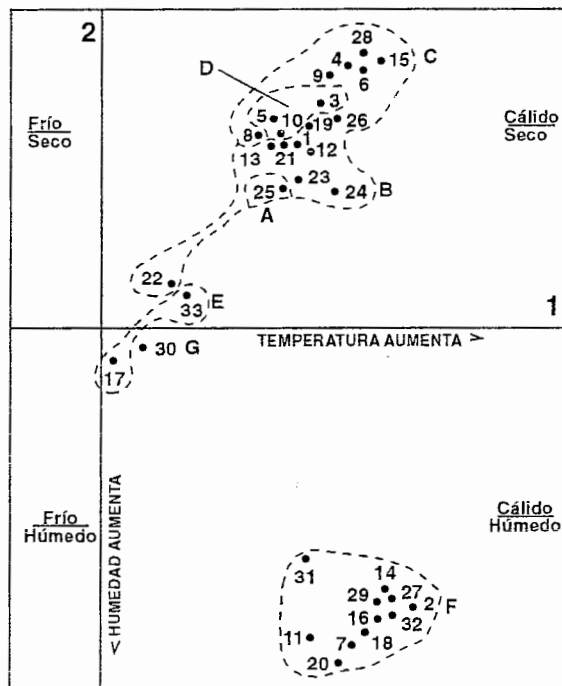 2
28
4
15
C
9
6
D
3
5
10
19
26
Frío
Seco
Cálido
Seco
8
1
13
21
12
23
25
24
B
A
22
E
33
1
30 G
TEMPERATURA AUMENTA >
17
Frío
Húmedo
< HUMEDAD AUMENTA
Cálido
Húmedo
31
14
29
27
2
F
16
32
11
7
18
20